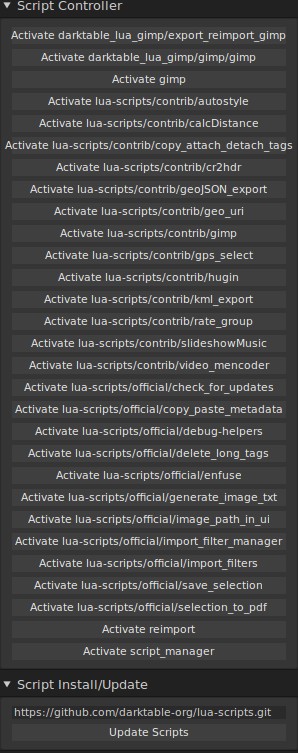 Script Controller
Activate darktable_lua_gimp/export_reimport_gimp
Activate darktable_lua_gimp/gimp/gimp
Activate gimp
Activate lua-scripts/contrib/autostyle
Activate lua-scripts/contrib/calcDistance
Activate lua-scripts/contrib/copy_attach_detach_tags
Activate lua-scripts/contrib/cr2hdr
Activate lua-scripts/contrib/geoJSON_export
Activate lua-scripts/contrib/geo_uri
Activate lua-scripts/contrib/gimp
Activate lua-scripts/contrib/gps_select
Activate lua-scripts/contrib/hugin
Activate lua-scripts/contrib/kml_export
Activate lua-scripts/contrib/rate_group
Activate lua-scripts/contrib/slideshowMusic
Activate lua-scripts/contrib/video_mencoder
Activate lua-scripts/official/check_for_updates
Activate lua-scripts/official/copy_paste_metadata
Activate lua-scripts/official/debug-helpers
Activate lua-scripts/official/delete_long_tags
Activate lua-scripts/official/enfuse
Activate lua-scripts/official/generate_image_txt
Activate lua-scripts/official/image_path_in_ui
Activate lua-scripts/official/import_filter_manager
Activate lua-scripts/official/import_filters
Activate lua-scripts/official/save_selection
Activate lua-scripts/official/selection_to_pdf
Activate reimport
Activate script_manager
Script Install/Update
https://github.com/darktable-org/lua-scripts.git
Update Scripts